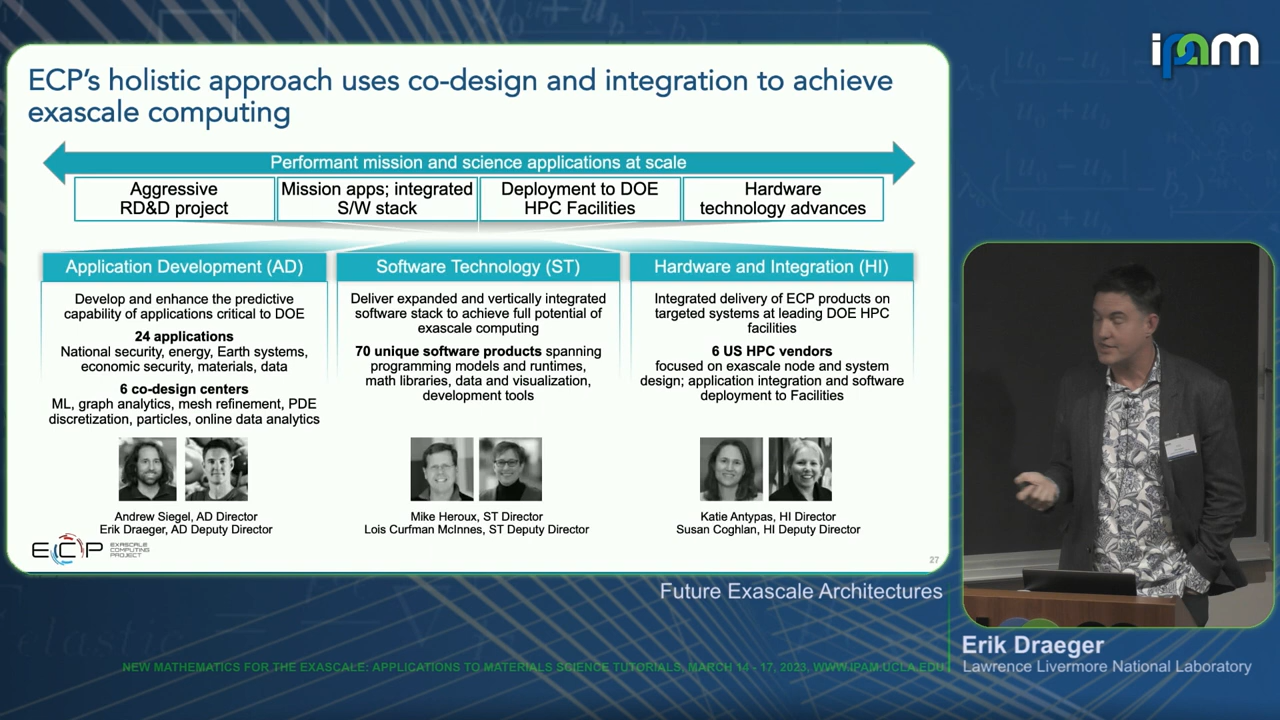 ipam
ECP's holistic approach uses co-design and integration to achieve
exascale computing
Performant mission and science applications at scale
Aggressive
RD&D project
Mission apps; integrated
S/W stack
Deployment to DOE
HPC Facilities
Hardware
technology advances
Application Development (AD)
Develop and enhance the predictive
capability of applications critical to DOE
24 applications
National security, energy, Earth systems,
economic security, materials, data
6 co-design centers
ML, graph analytics, mesh refinement, PDE
discretization, particles, online data analytics
Andrew Siegel, AD Director
Erik Draeger, AD Deputy Director
Software Technology (ST)
Deliver expanded and vertically integrated
software stack to achieve full potential of
exascale computing
70 unique software products spanning
programming models and runtimes,
math libraries, data and visualization,
development tools
Mike Heroux, ST Director
Lois Curfman McInnes, ST Deputy Director
Hardware and Integration (HI)
Integrated delivery of ECP products on
targeted systems at leading DOE HPC
facilities
6 US HPC vendors
focused on exascale node and system
design; application integration and software
deployment to Facilities
Katie Antypas, HI Director
Susan Coghlan, HI Deputy Director
ECP
EXASCALE
COMPUTING
PROJECT
27
Future Exascale Architectures
Erik Draeger
Lawrence Livermore National Laboratory
NEW MATHEMATICS FOR THE EXASCALE: APPLICATIONS TO MATERIALS SCIENCE TUTORIALS, MARCH 14 - 17, 2023, WWW.IPAM.UCLA.EDU